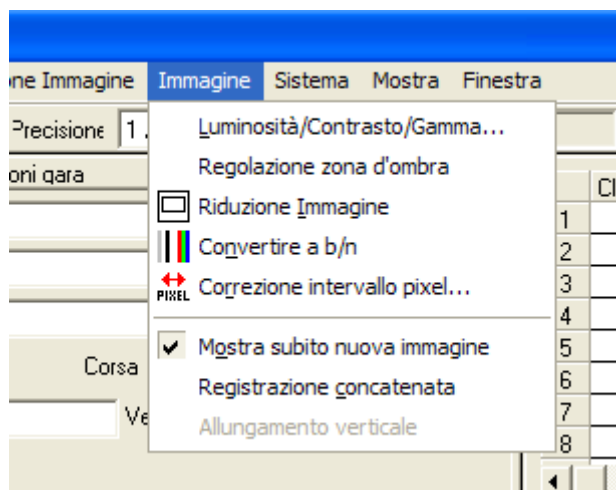 ne Immagine Immagine Sistema Mostra Finestra
Precisione 1
Luminosità/Contrasto/Gamma...
oni gara
Regolazione zona d'ombra
Cl
Riduzione Immagine
1
Convertire a b/n
2
PIXEL Correzione intervallo pixel...
3
4
Mostra subito nuova immagine
5
Corsa
Registrazione concatenata
6
Ve
Allungamento verticale
7
8